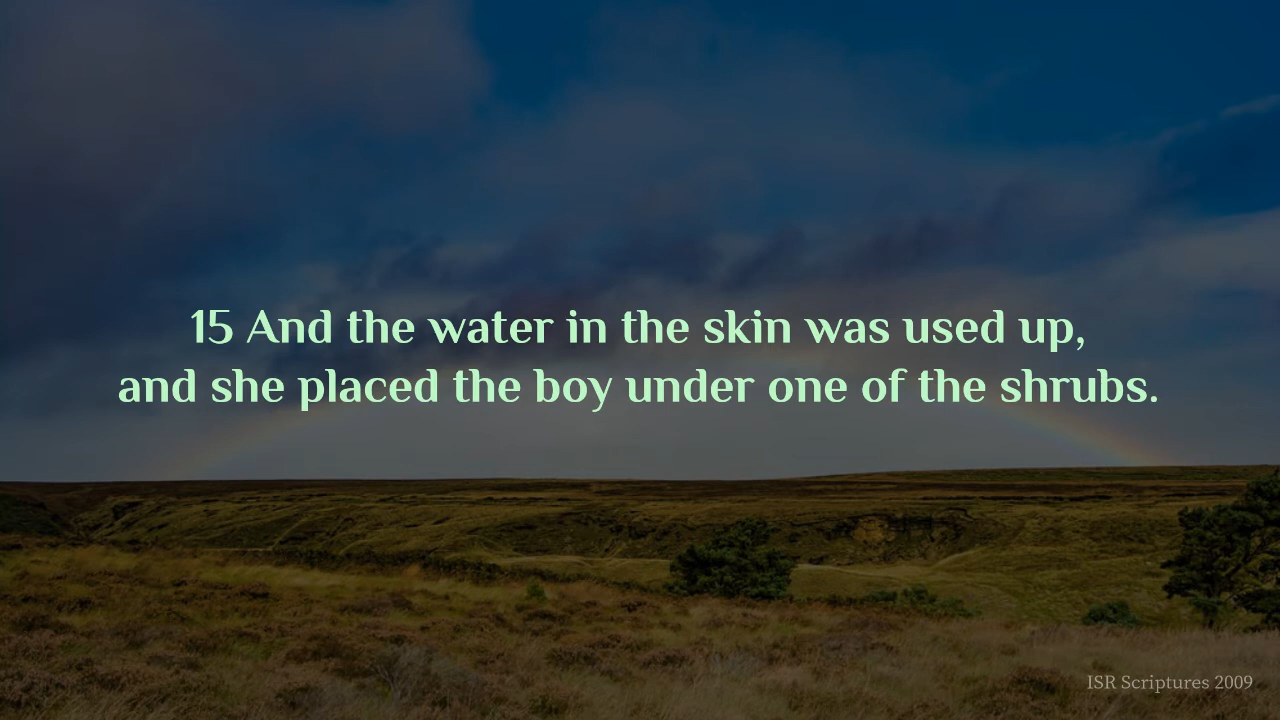 15 And the water in the skin was used up,
and she placed the boy under one of the shrubs.
ISR Scriptures 2009